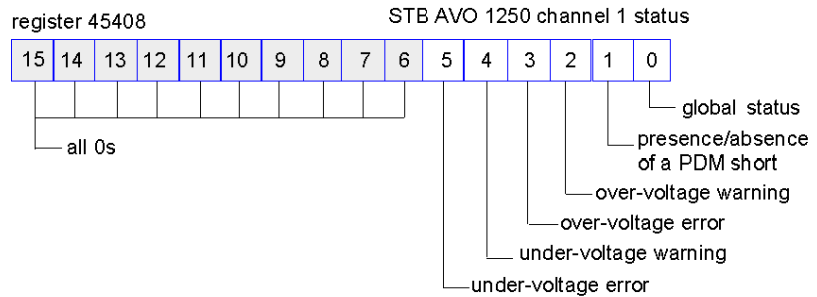 register 45408
STB AVO 1250 channel 1 status
15 14 13 12 11 10 9 8 7 6 5 4 3 2 1 0
global status
all 0s
presence/absence
of a PDM short
over-voltage warning
over-voltage error
under-voltage warning
under-voltage error